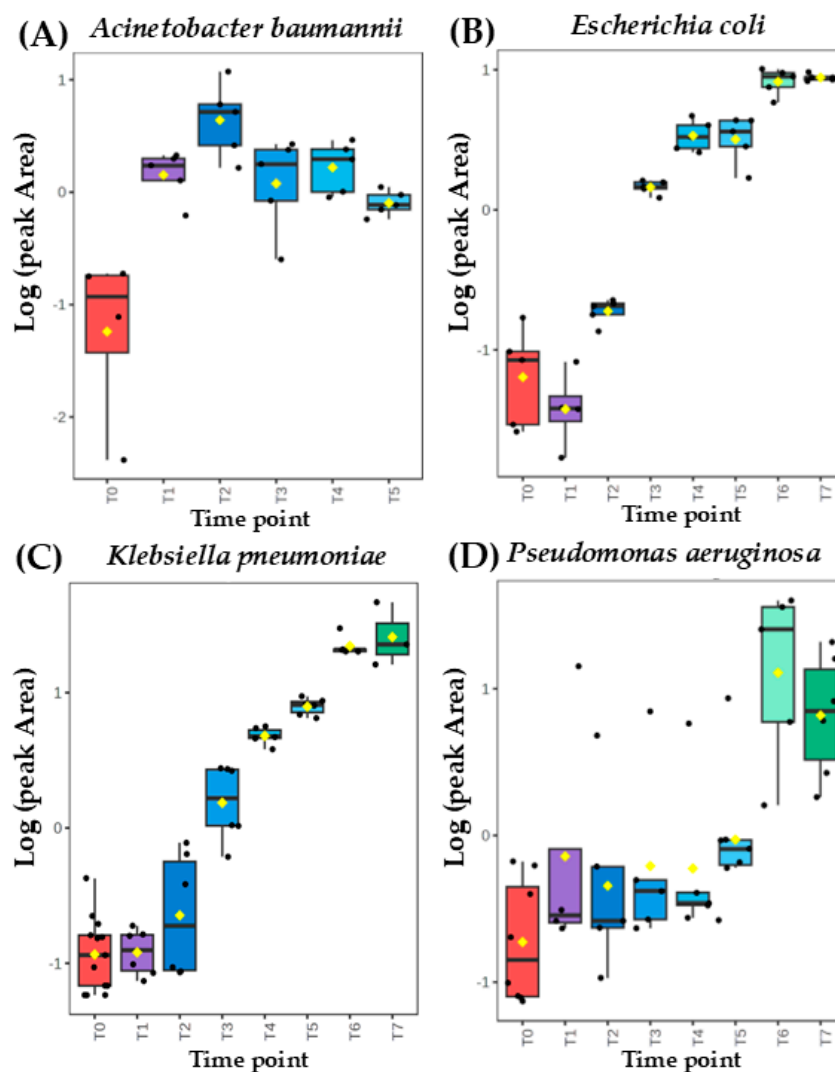 (A) Acinetobacter baumannii
Log (peak Area)
1
0
-1
-2
T0 T1 T2 T3 T4 T5
Time point
(B) Escherichia coli
Log (peak Area)
1
0
-1
T0 T1 T2 T3 T4 T5 T6 T7
Time point
(C) Klebsiella pneumoniae
Log (peak Area)
1
0
-1
T0 T1 T2 T3 T4 T5 T6 T7
Time point
(D) Pseudomonas aeruginosa
Log (peak Area)
1
0
-1
T0 T1 T2 T3 T4 T5 T6 T7
Time point